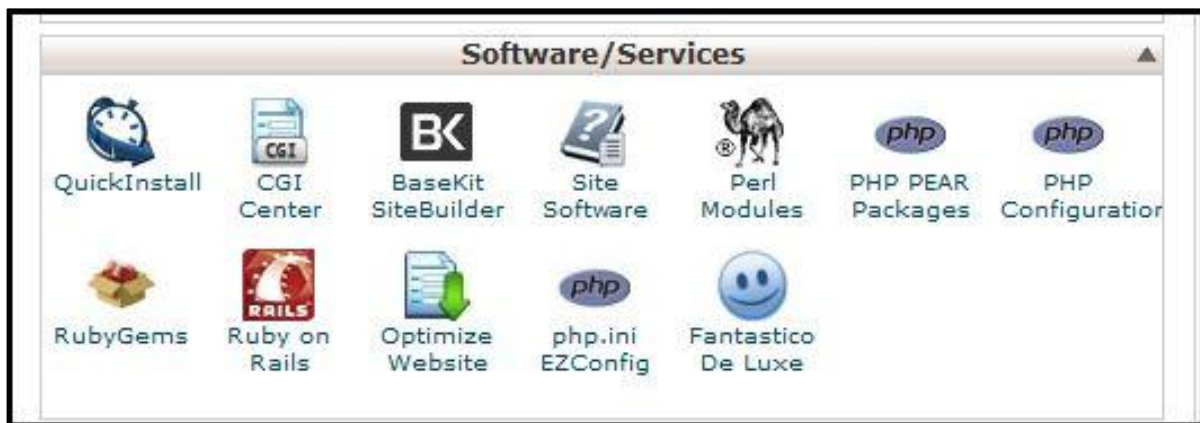 Software/Services
QuickInstall
CGI
CGI
Center
BK
BaseKit
SiteBuilder
?
Site
Software
®
Perl
Modules
php
PHP PEAR
Packages
php
PHP
Configuration
RubyGems
RAILS
Ruby on
Rails
Optimize
Website
php
php.ini
EZConfig
Fantastico
De Luxe